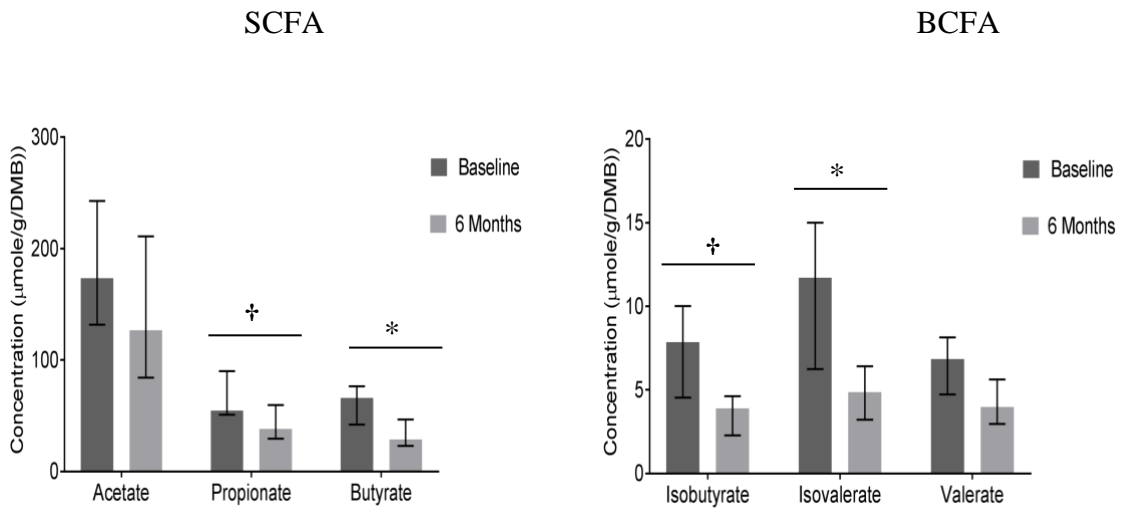 SCFA
BCFA
Concentration (μmole/g/DMB))
300
200
100
0
†
*
Baseline
6 Months
Acetate
Propionate
Butyrate
Concentration (μmole/g/DMB))
20
15
10
5
0
†
*
Baseline
6 Months
Isobutyrate
Isovalerate
Valerate